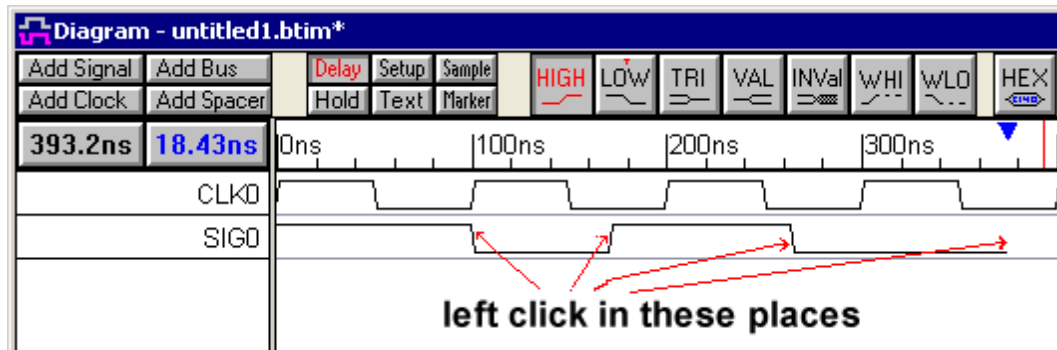 Diagram - untitled1.btim*
Add Signal Add Bus Delay Setup Sample HIGH LOW TRI VAL INVal WHI WLO HEX
Add Clock Add Spacer Hold Text Marker
393.2ns 18.43ns 0ns 100ns 200ns 300ns
CLK0
SIG0
left click in these places